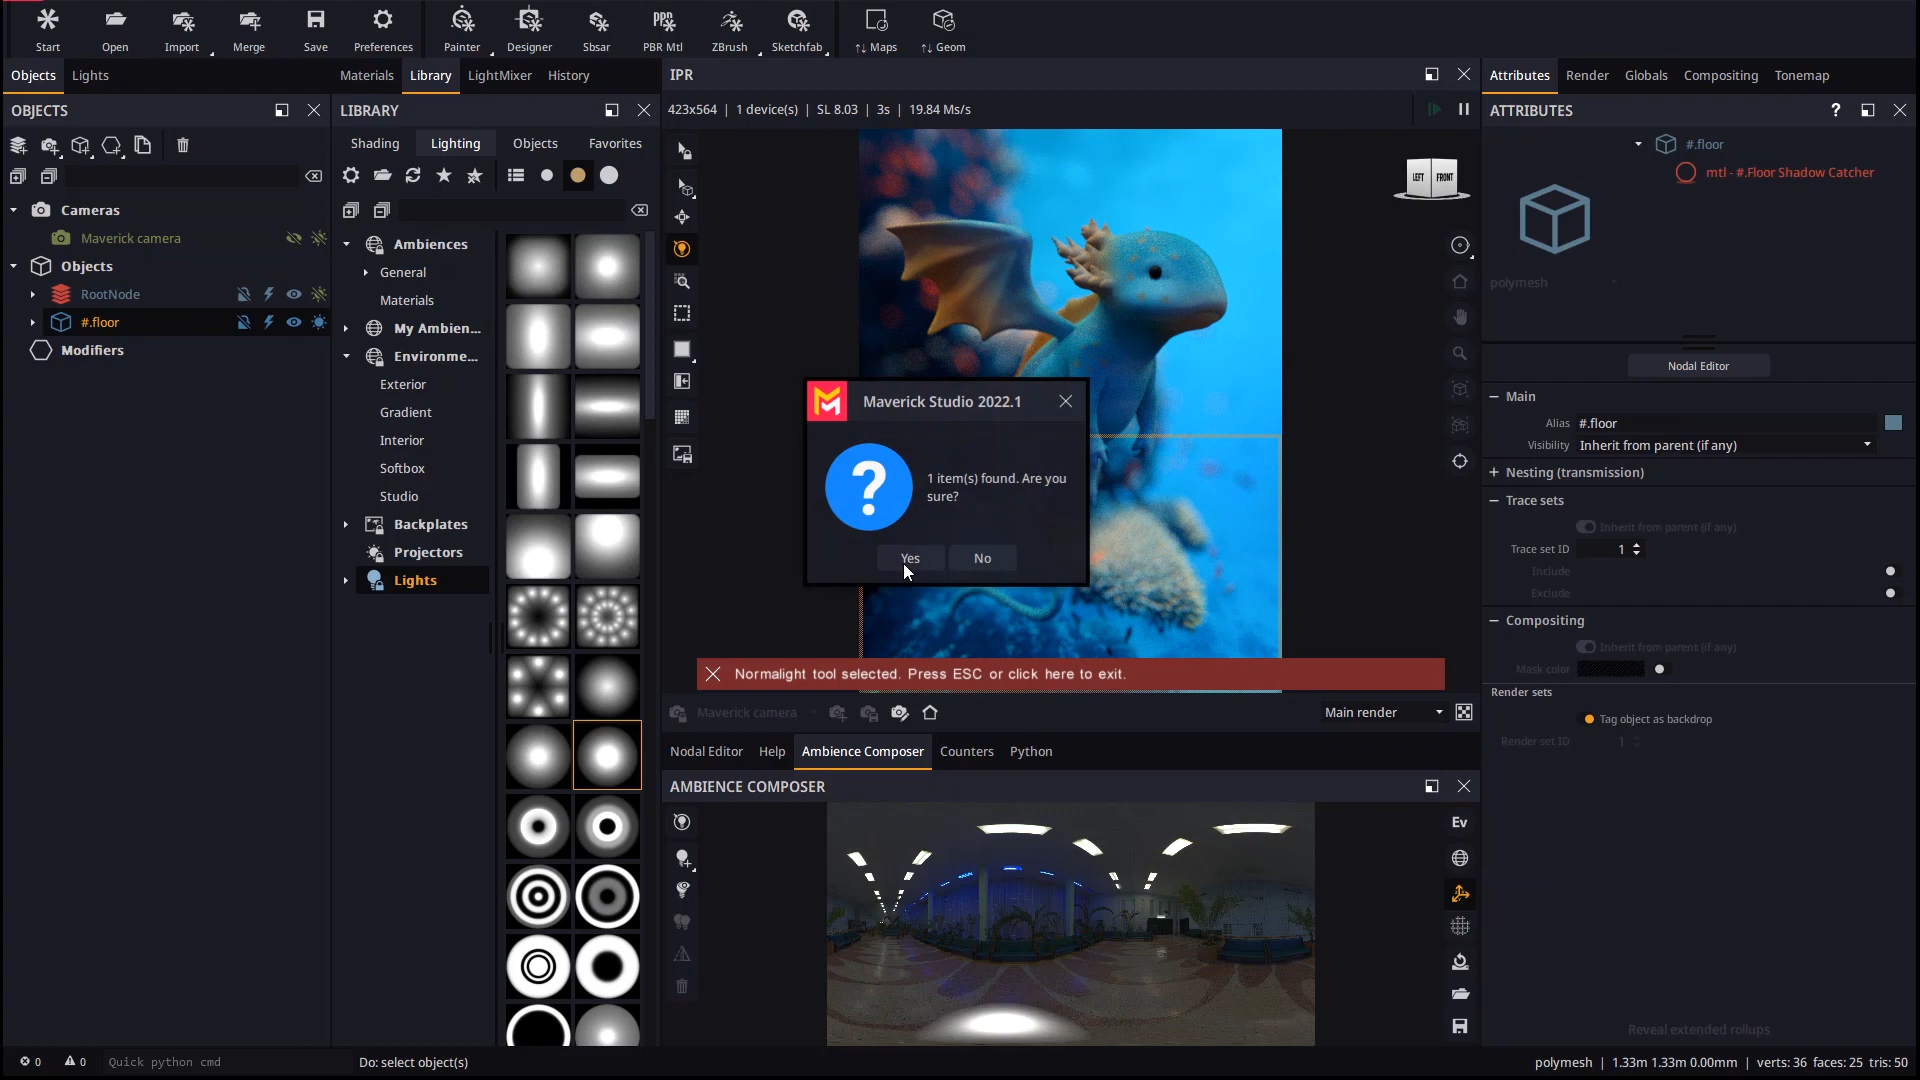 Start
Open
Import
Merge
Save
Preferences
Painter
Designer
Sbsar
PBR Mtl
ZBrush
Sketchfab
↑↓ Maps
↑↓ Geom
Objects
Lights
Materials
Library
LightMixer
History
IPR
Attributes
Render
Globals
Compositing
Tonemap
OBJECTS
LIBRARY
423x564 | 1 device(s) | SL 8.03 | 3s | 19.84 Ms/s
ATTRIBUTES
?
Shading
Lighting
Objects
Favorites
#.floor
mtl - #.Floor Shadow Catcher
polymesh
LEFT
FRONT
Cameras
Maverick camera
Objects
RootNode
#.floor
Modifiers
Ambiences
General
Materials
My Ambien...
Environme...
Exterior
Gradient
Interior
Softbox
Studio
Backplates
Projectors
Lights
Maverick Studio 2022.1
1 item(s) found. Are you
sure?
Yes
No
Nodal Editor
Main
Alias #.floor
Visibility Inherit from parent (if any)
Nesting (transmission)
Trace sets
Inherit from parent (if any)
Trace set ID 1
Include
Exclude
Compositing
Inherit from parent (if any)
Mask color
Render sets
Tag object as backdrop
Render set ID 1
Normalight tool selected. Press ESC or click here to exit.
Maverick camera
Main render
Nodal Editor
Help
Ambience Composer
Counters
Python
AMBIENCE COMPOSER
Ev
Reveal extended rollups
0
0
Quick python cmd
Do: select object(s)
polymesh | 1.33m 1.33m 0.00mm | verts: 36 faces: 25 tris: 50